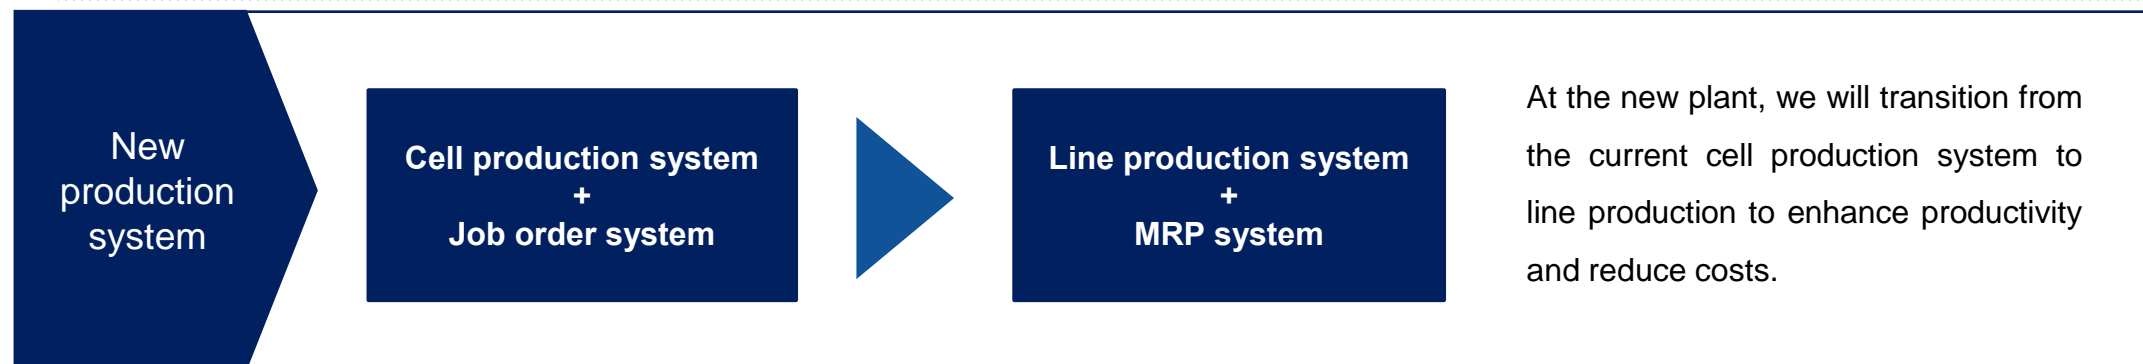 New
production
system
Cell production system
+
Job order system
Line production system
+
MRP system
At the new plant, we will transition from
the current cell production system to
line production to enhance productivity
and reduce costs.